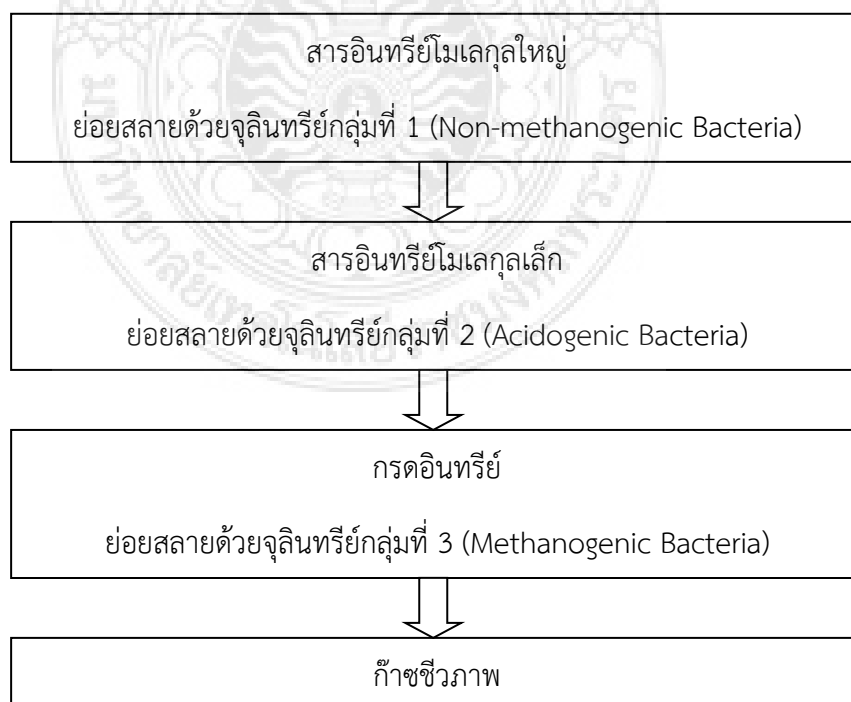 สารอินทรีย์โมเลกุลใหญ่
ย่อยสลายด้วยจุลินทรีย์กลุ่มที่ 1 (Non-methanogenic Bacteria)
สารอินทรีย์โมเลกุลเล็ก
ย่อยสลายด้วยจุลินทรีย์กลุ่มที่ 2 (Acidogenic Bacteria)
กรดอินทรีย์
ย่อยสลายด้วยจุลินทรีย์กลุ่มที่ 3 (Methanogenic Bacteria)
ก๊าซชีวภาพ